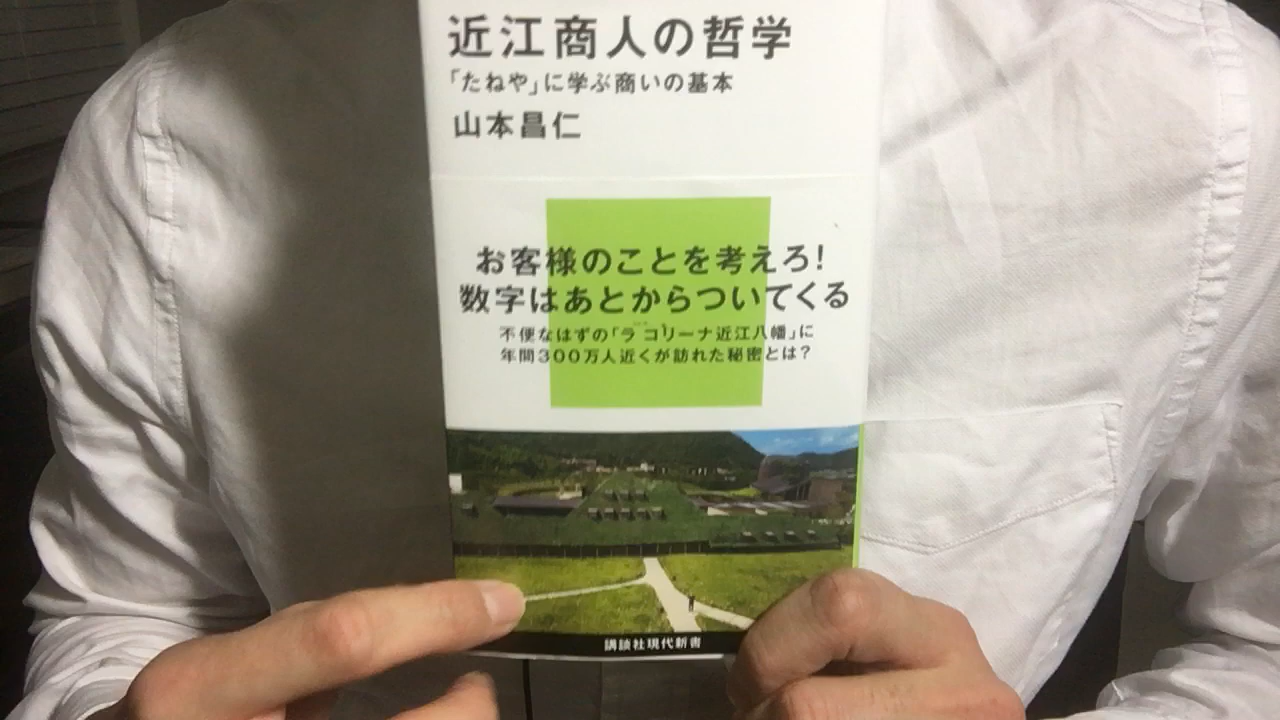 近江商人の哲学
「たねや」に学ぶ商いの基本
山本昌仁
お客様のことを考えろ!
数字はあとからついてくる
不便なはずの「ラ コリーナ近江八幡」に
年間300万人近くが訪れた秘密とは?
講談社現代新書